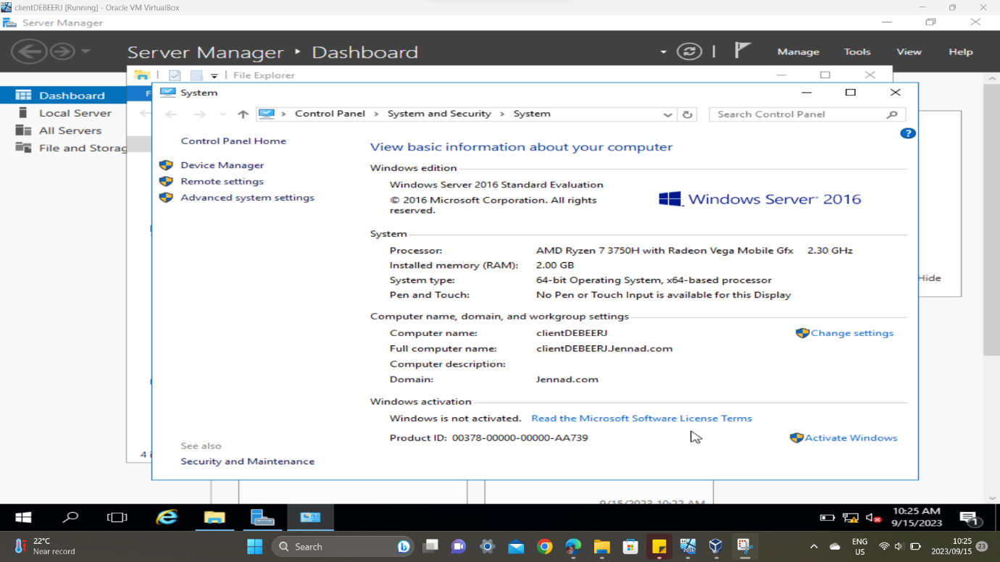 clientDEBEERJ [Running] - Oracle VM VirtualBox
Server Manager
Server Manager ‣ Dashboard
Manage Tools View Help
File Explorer
Dashboard
Local Server
All Servers
File and Storag
System
Control Panel > System and Security > System
Search Control Panel
Control Panel Home
Device Manager
Remote settings
Advanced system settings
View basic information about your computer
Windows edition
Windows Server 2016 Standard Evaluation
© 2016 Microsoft Corporation. All rights
reserved.
Windows Server® 2016
System
Processor: AMD Ryzen 7 3750H with Radeon Vega Mobile Gfx 2.30 GHz
Installed memory (RAM): 2.00 GB
System type: 64-bit Operating System, x64-based processor
Pen and Touch: No Pen or Touch Input is available for this Display
Hide
Computer name, domain, and workgroup settings
Computer name: clientDEBEERJ
Change settings
Full computer name: clientDEBEERJ.Jennad.com
Computer description:
Domain: Jennad.com
Windows activation
Windows is not activated. Read the Microsoft Software License Terms
Product ID: 00378-00000-00000-AA739
Activate Windows
See also
Security and Maintenance
4 i
9/15/2023 10:22 AM
10:25 AM
9/15/2023
1
22°C
Near record
Search
2016
ENG
US
10:25
2023/09/15
23